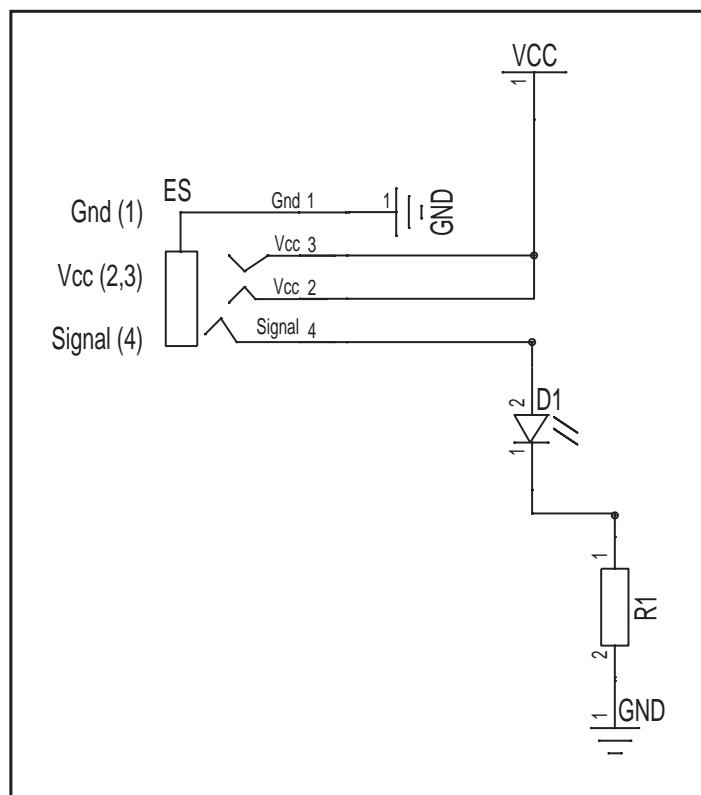 VCC
1
ES
Gnd (1)
Gnd 1
1
GND
Vcc 3
Vcc (2,3)
Vcc 2
Signal (4)
Signal 4
2
D1
1
1
R1
2
1
GND